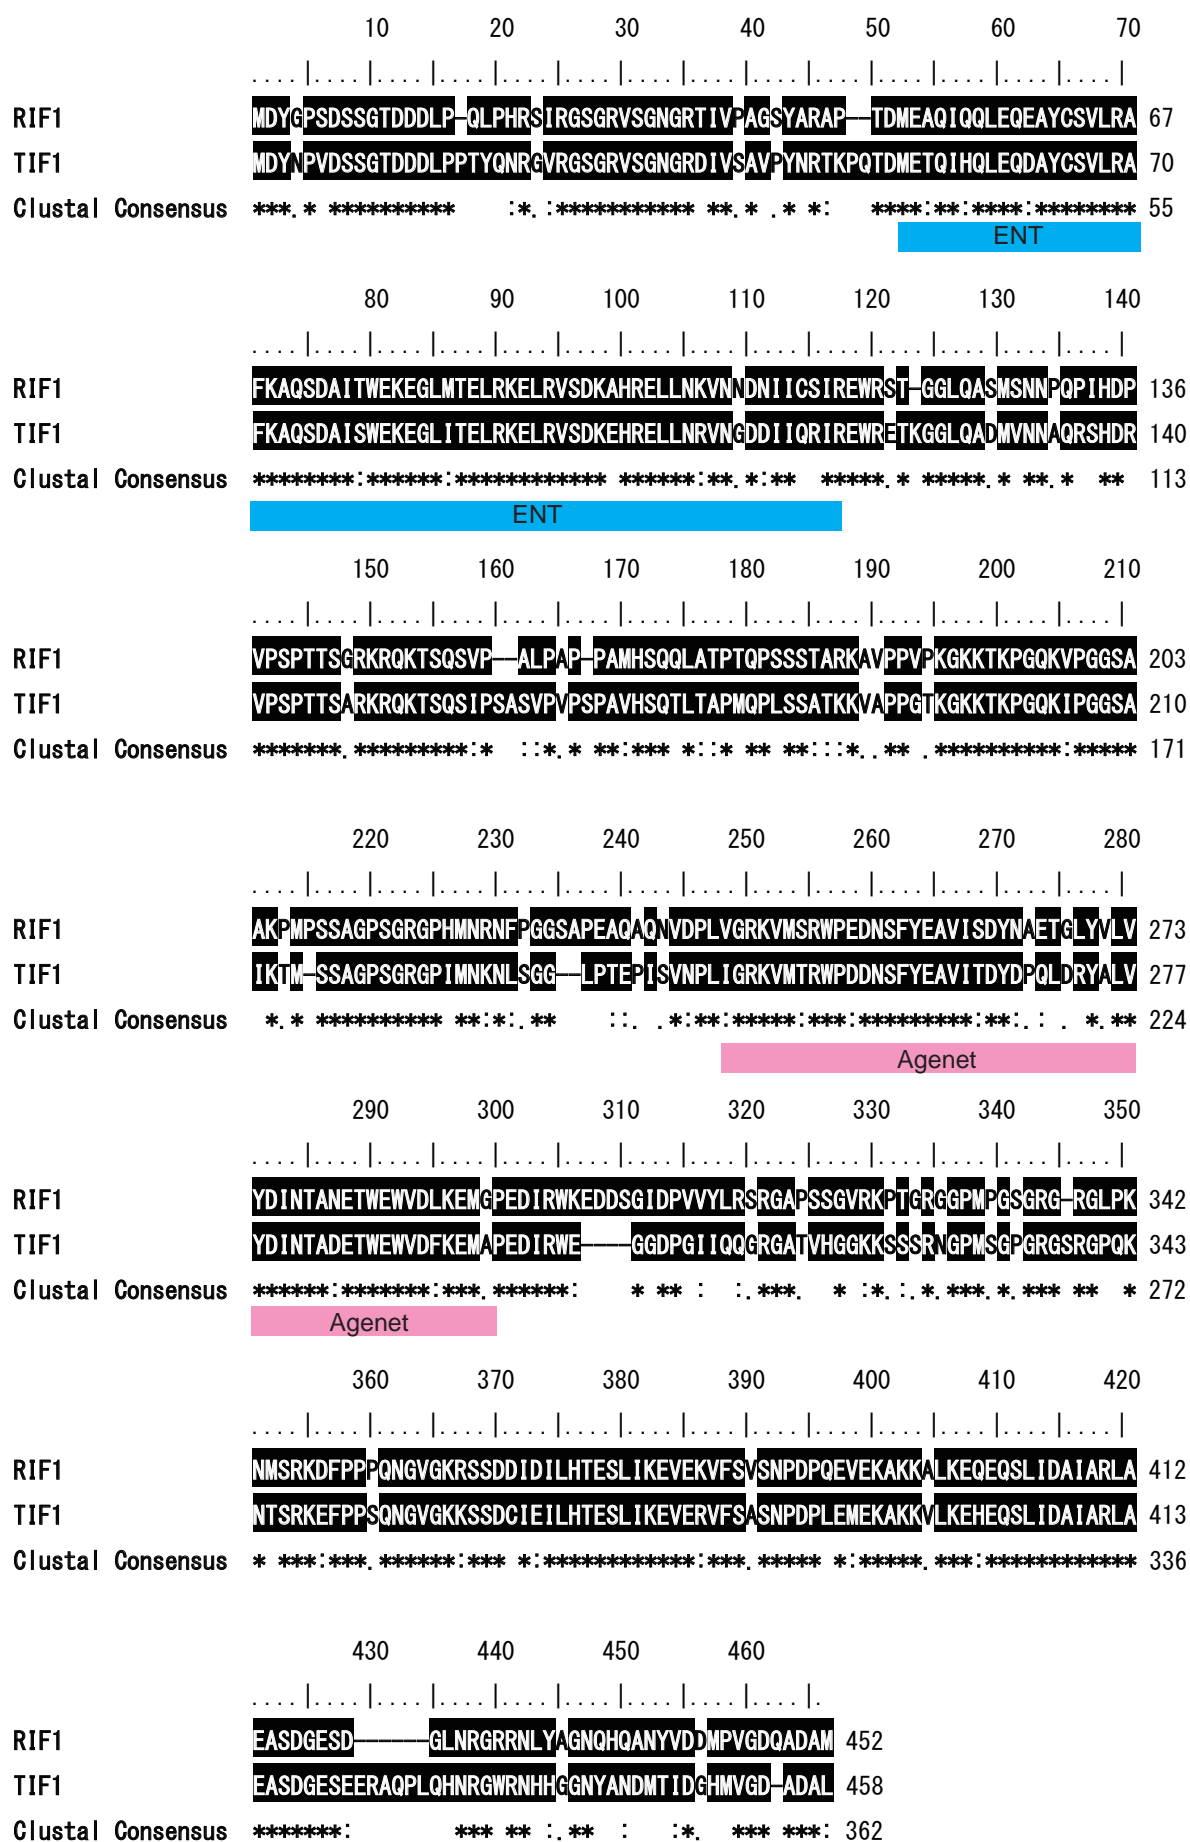 10 20 30 40 50 60 70
....|....|....|....|....|....|....|....|....|....|....|....|....|....|
RIF1 MDYGPSDSSGTDDDLP-QLPHRSIRGSGRVSGNGRTIVPAGSYARAP--TDMEAQIQQLEQEAYCSVLRA 67
TIF1 MDYNPVDSSGTDDDLPPTYQNRGVRGSGRVSGNGRDIVSAVPYNRTKPQTDMETQIHQLEQDAYCSVLRA 70
Clustal Consensus ***.* **********    :*.:*********** **.* .* *:   ****:**:****:******** 55
ENT
80 90 100 110 120 130 140
....|....|....|....|....|....|....|....|....|....|....|....|....|....|
RIF1 FKAQSDAITWEKEGLMTELRKELRVSDKAHRELLNKVNNDNIICSIREWRST-GGLQASMSNNPQPIHDP 136
TIF1 FKAQSDAISWEKEGLITELRKELRVSDKEHRELLNRVNGDDIIQRIREWRETKGGLQADMVNNAQRSHDR 140
Clustal Consensus ********:******:************ ******:**.*:**  *****.* *****.* **.*  ** 113
ENT
150 160 170 180 190 200 210
....|....|....|....|....|....|....|....|....|....|....|....|....|....|
RIF1 VPSPTTSGRKRQKTSQSVP--ALPAP-PAMHSQQLATPTQPSSSTARKAVPPVPKGKKTKPGQKVPGGSA 203
TIF1 VPSPTTSARKRQKTSQSIPSASVPVPSPAVHSQTLTAPMQPLSSATKKVAPPGTKGKKTKPGQKIPGGSA 210
Clustal Consensus *******.*********:*  ::*.* **:*** *::* ** **:::*..** .**********:***** 171
220 230 240 250 260 270 280
....|....|....|....|....|....|....|....|....|....|....|....|....|....|
RIF1 AKPMPSSAGPSGRGPHMNRNFPGGSAPEAQAQNVDPLVGRKVMSRWPEDNSFYEAVISDYNAETGLYVLV 273
TIF1 IKTM-SSAGPSGRGPIMNKNLSGG--LPTEPISVNPLIGRKVMTRWPDDNSFYEAVITDYDPQLDRYALV 277
Clustal Consensus  *.* ********** **:*:.**    ::. .*:**:*****:***:*********:**:.: . *.** 224
Agenet
290 300 310 320 330 340 350
....|....|....|....|....|....|....|....|....|....|....|....|....|....|
RIF1 YDINTANETWEWVDLKEMGPEDIRWKEDDSGIDPVVYLRSRGAPSSGVRKPTGRGGPMPGSGRG-RGLPK 342
TIF1 YDINTADETWEWVDFKEMAPEDIRWE----GGDPGIIQQGRGATVHGGKKSSSRNGPMSGPGRGSRGPQK 343
Clustal Consensus ******:*******:***.******:    * ** :  :.***.  * :*.:.*.***.*.*** **  * 272
Agenet
360 370 380 390 400 410 420
....|....|....|....|....|....|....|....|....|....|....|....|....|....|
RIF1 NMSRKDFPPPQNGVGKRSSDDIDILHTESLIKEVEKVFSVSNPDPQEVEKAKKALKEQEQSLIDAIARLA 412
TIF1 NTSRKEFPPSQNGVGKKSSDCIEILHTESLIKEVERVFSASNPDPLEMEKAKKVLKEHEQSLIDAIARLA 413
Clustal Consensus * ***:***.******:*** *:************:***.***** *:*****.***:************ 336
430 440 450 460
....|....|....|....|....|....|....|....|....|.
RIF1 EASDGESD------GLNRGRRNLYAGNQHQANYVDDMPVGDQADAM 452
TIF1 EASDGESEERAQPLQHNRGWRNHHGGNYANDMTIDGHMVGD-ADAL 458
Clustal Consensus *******:        *** ** :.**  :   :*.  *** ***: 362